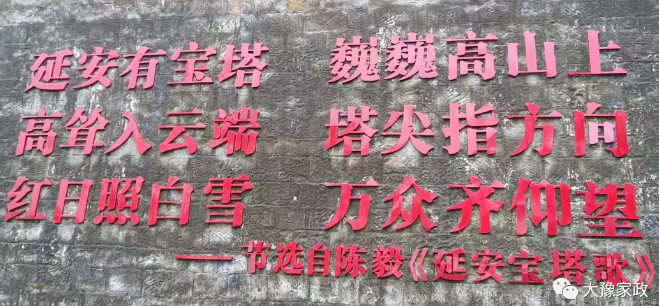 延安有宝塔 巍巍高山上
高耸入云端 塔尖指方向
红日照白雪 万众齐仰望
——节选自陈毅《延安宝塔歌》
大豫家政